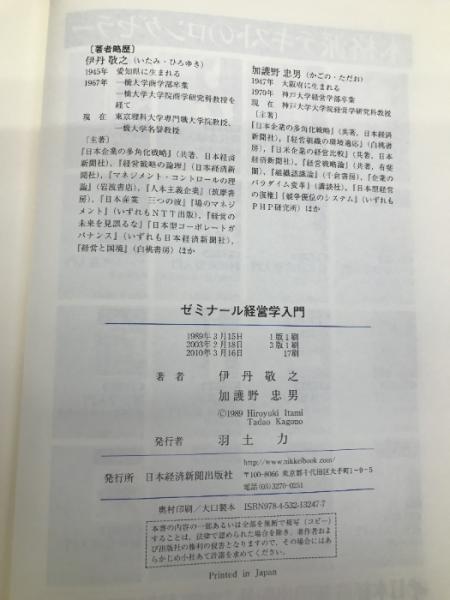 〔著者略歴〕
伊丹 敬之（いたみ・ひろゆき）
1945年 愛知県に生まれる
1967年 一橋大学商学部卒業
一橋大学大学院商学研究科教授を
経て
現 在 東京理科大学専門職大学院教授、
一橋大学名誉教授
〔主著〕
『日本企業の多角化戦略』（共著，日本経済
新聞社），『経営戦略の論理』（日本経済新聞
社），『マネジメント・コントロールの理
論』（岩波書店），『人本主義企業』（筑摩書
房），『日本産業 三つの波』『場のマネジ
メント』（いずれもNTT出版），『経営の
未来を見誤るな』『日本型コーポレートガ
バナンス』（いずれも日本経済新聞社），
『経営と国境』（白桃書房）ほか
加護野 忠男（かごの・ただお）
1947年 大阪府に生まれる
1970年 神戸大学経営学部卒業
現 在 神戸大学大学院経営学研究科教授
〔主著〕
『日本企業の多角化戦略』（共著，日本経済
新聞社），『経営組織の環境適応』（白桃書
房），『日米企業の経営比較』（共著，日本
経済新聞社），『経営戦略論』（共著，有斐
閣），『組織認識論』（千倉書房），『企業の
パラダイム変革』（講談社），『日本型経営
の復権』『競争優位のシステム』（いずれも
PHP研究所）ほか
ゼミナール経営学入門
1989年3月15日 1版1刷
2003年2月18日 3版1刷
2010年3月16日 17刷
著 者 伊丹敬之
加護野忠男
©1989 Hiroyuki Itami
Tadao Kagono
発行者 羽土 力
http://www.nikkeibook.com/
発行所 日本経済新聞出版社 〒100-8066 東京都千代田区大手町1-9-5
電話(03)3270-0251
奥村印刷／大口製本 ISBN978-4-532-13247-7
本書の内容の一部あるいは全部を無断で複写（コピー）
することは，法律で認められた場合を除き，著作者およ
び出版社の権利の侵害となりますので，その場合にはあ
らかじめ小社あて許諾を求めてください。
Printed in Japan